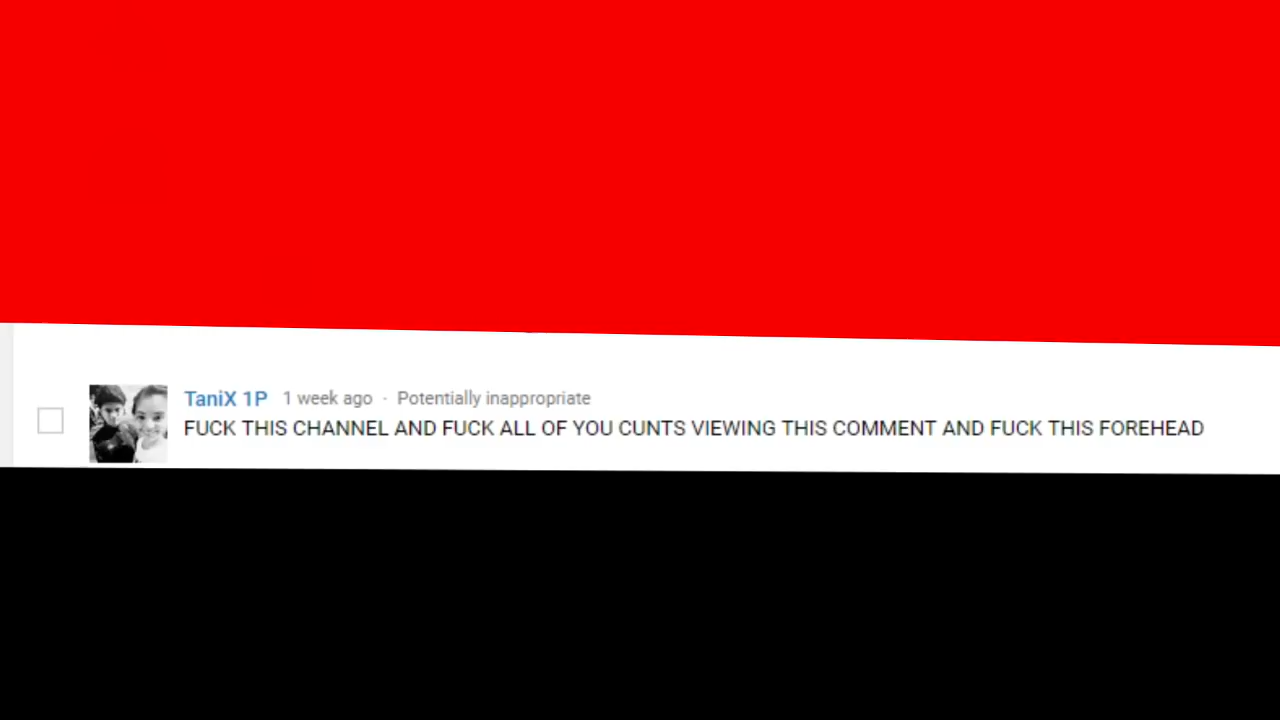 TaniX 1P 1 week ago · Potentially inappropriate
FUCK THIS CHANNEL AND FUCK ALL OF YOU CUNTS VIEWING THIS COMMENT AND FUCK THIS FOREHEAD